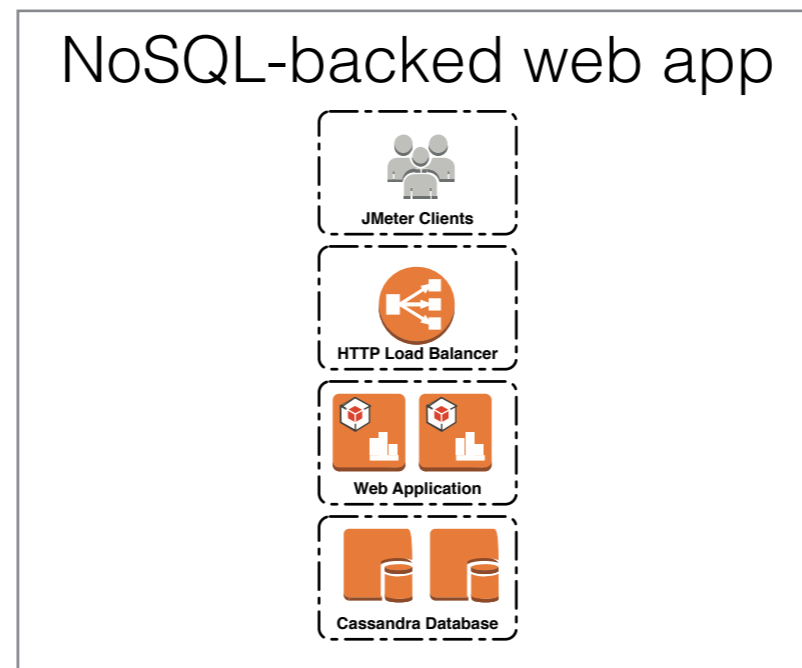 NoSQL-backed web app
JMeter Clients
HTTP Load Balancer
Web Application
Cassandra Database